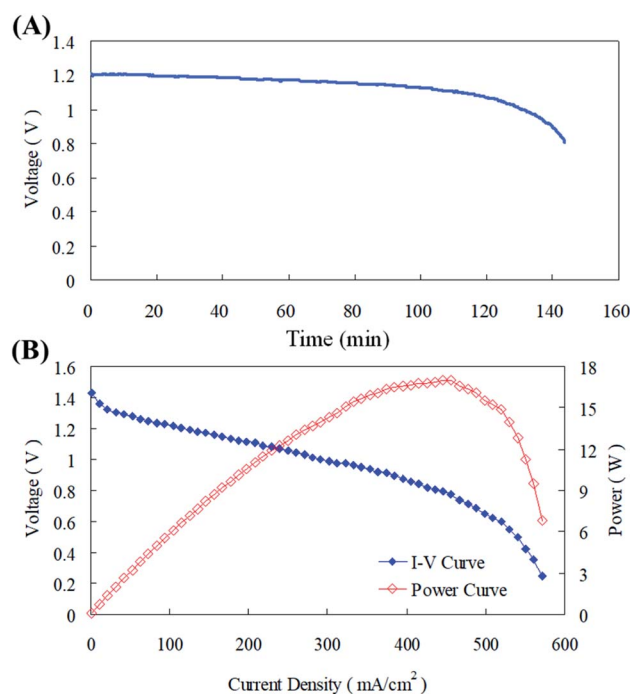 (A)
1.4
1.2
1
0.8
0.6
0.4
0.2
0
Voltage ( V )
0 20 40 60 80 100 120 140 160
Time (min)
(B)
1.6
1.4
1.2
1
0.8
0.6
0.4
0.2
0
Voltage ( V )
18
15
12
9
6
3
0
Power ( W )
I-V Curve
Power Curve
0 100 200 300 400 500 600
Current Density ( mA/cm²)